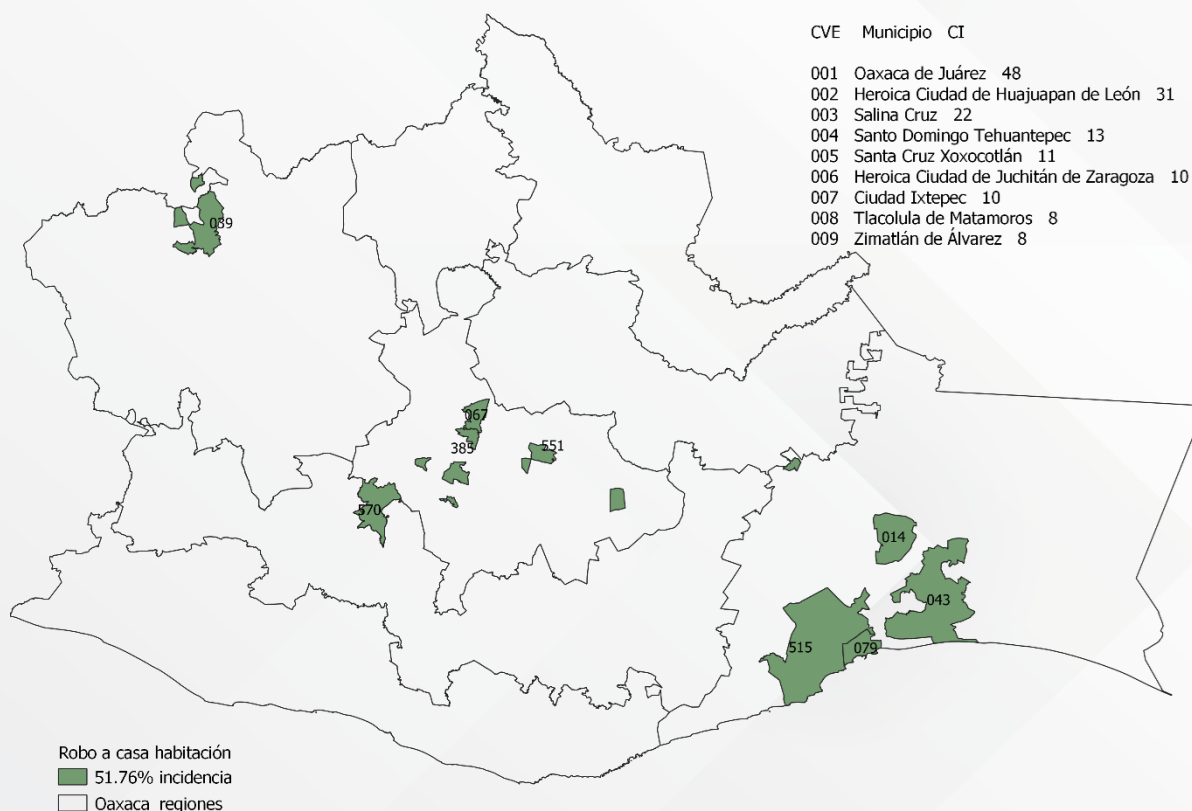 CVE Municipio CI
001 Oaxaca de Juárez 48
002 Heroica Ciudad de Huajuapan de León 31
003 Salina Cruz 22
004 Santo Domingo Tehuantepec 13
005 Santa Cruz Xoxocotlán 11
006 Heroica Ciudad de Juchitán de Zaragoza 10
007 Ciudad Ixtepec 10
008 Tlacolula de Matamoros 8
009 Zimatlán de Álvarez 8
039
067
385
551
570
014
043
515
079
Robo a casa habitación
51.76% incidencia
Oaxaca regiones